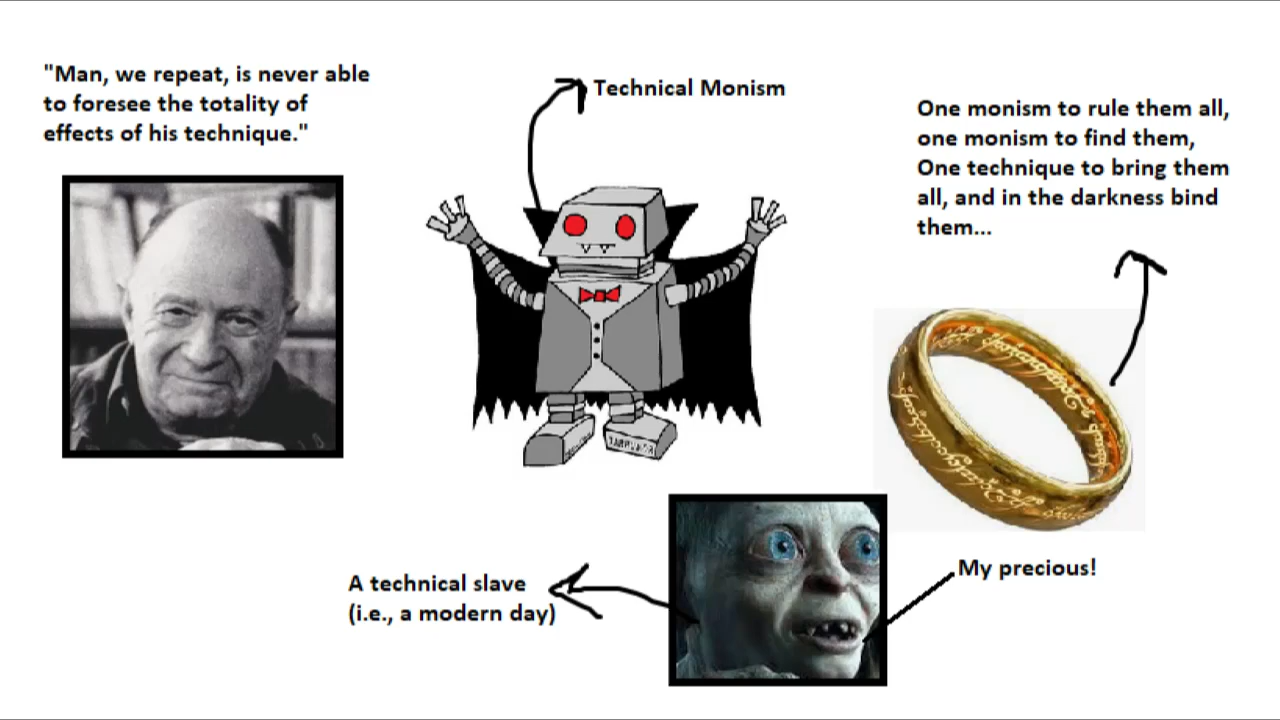 "Man, we repeat, is never able
to foresee the totality of
effects of his technique."
Technical Monism
One monism to rule them all,
one monism to find them,
One technique to bring them
all, and in the darkness bind
them...
My precious!
A technical slave
(i.e., a modern day)